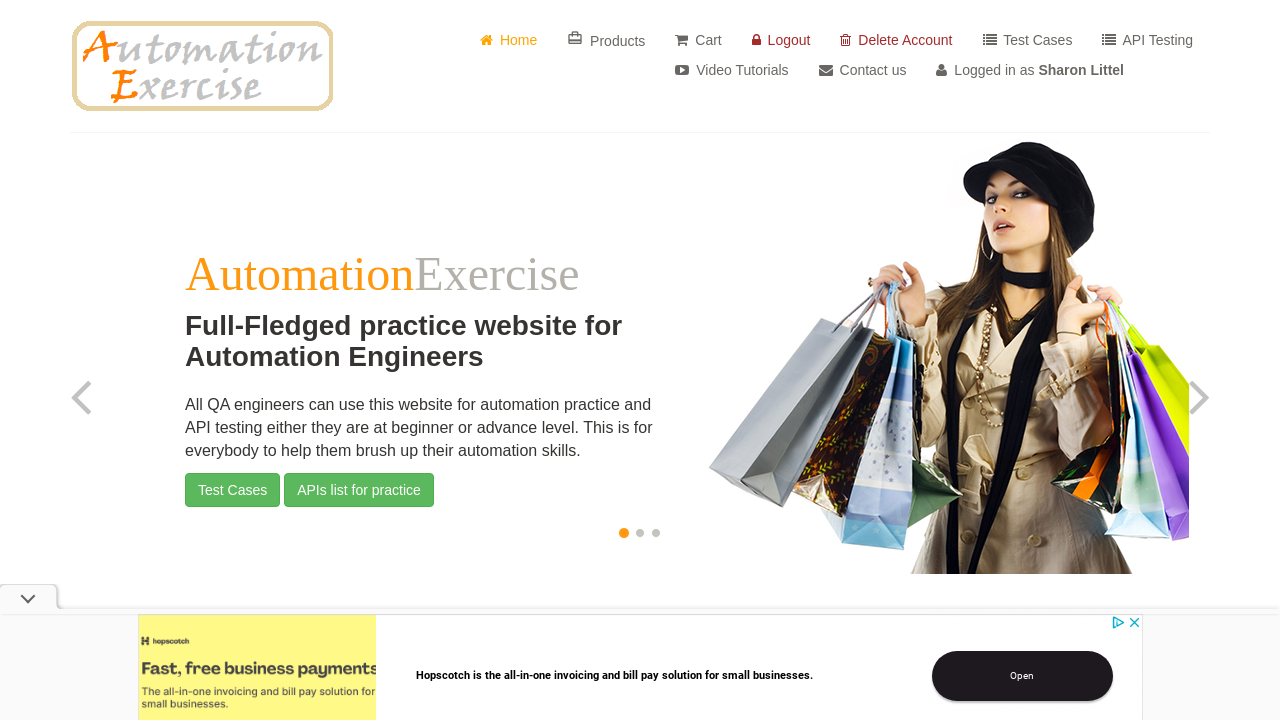 Automation
Exercise
Home Products Cart Logout Delete Account Test Cases API Testing
Video Tutorials Contact us Logged in as Sharon Littel
AutomationExercise
Full-Fledged practice website for
Automation Engineers
All QA engineers can use this website for automation practice and
API testing either they are at beginner or advance level. This is for
everybody to help them brush up their automation skills.
Test Cases APIs list for practice
hopscotch
Fast, free business payments
The all-in-one invoicing and bill pay solution for
small businesses.
Hopscotch is the all-in-one invoicing and bill pay solution for small businesses.
Open